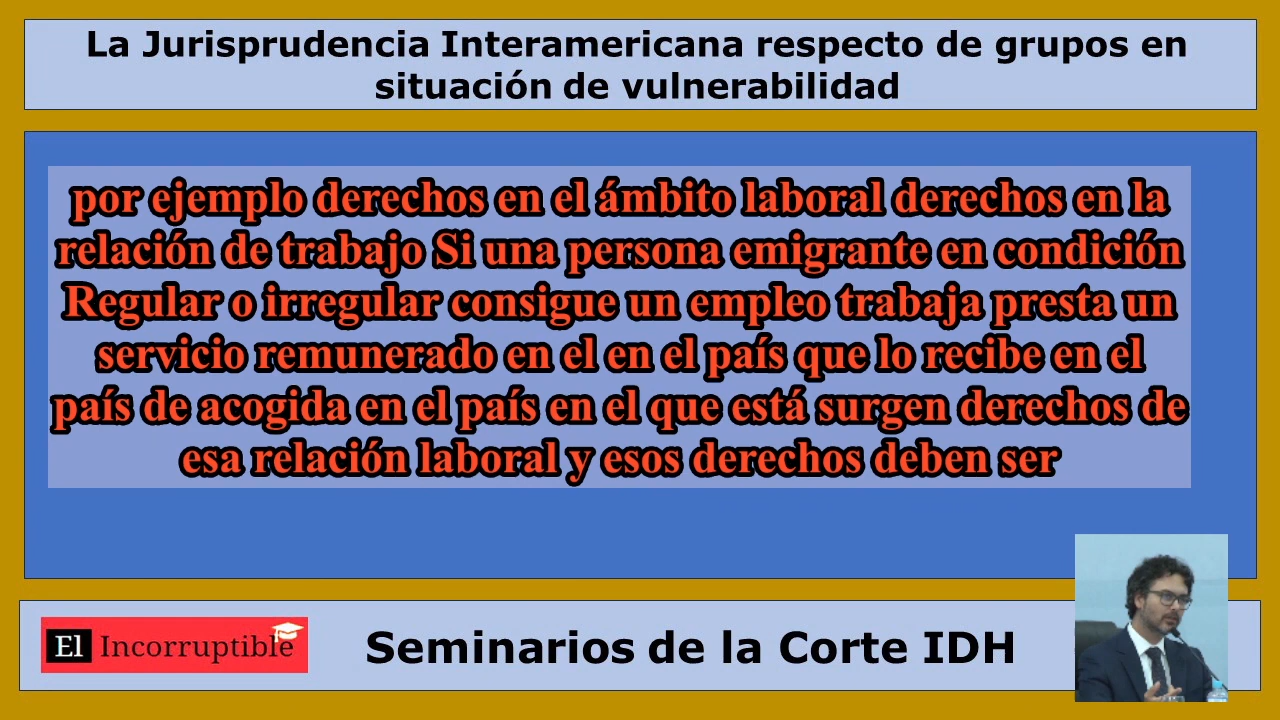 La Jurisprudencia Interamericana respecto de grupos en
situación de vulnerabilidad
por ejemplo derechos en el ámbito laboral derechos en la
relación de trabajo Si una persona emigrante en condición
Regular o irregular consigue un empleo trabaja presta un
servicio remunerado en el en el país que lo recibe en el
país de acogida en el país en el que está surgen derechos de
esa relación laboral y esos derechos deben ser
El Incorruptible
Seminarios de la Corte IDH